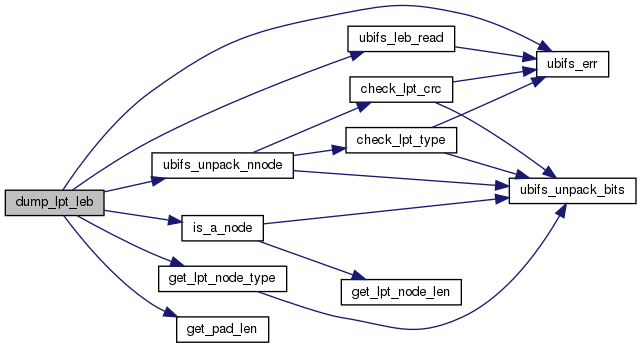 ubifs_leb_read
ubifs_err
check_lpt_crc
check_lpt_type
ubifs_unpack_nnode
ubifs_unpack_bits
dump_lpt_leb
is_a_node
get_lpt_node_type
get_lpt_node_len
get_pad_len